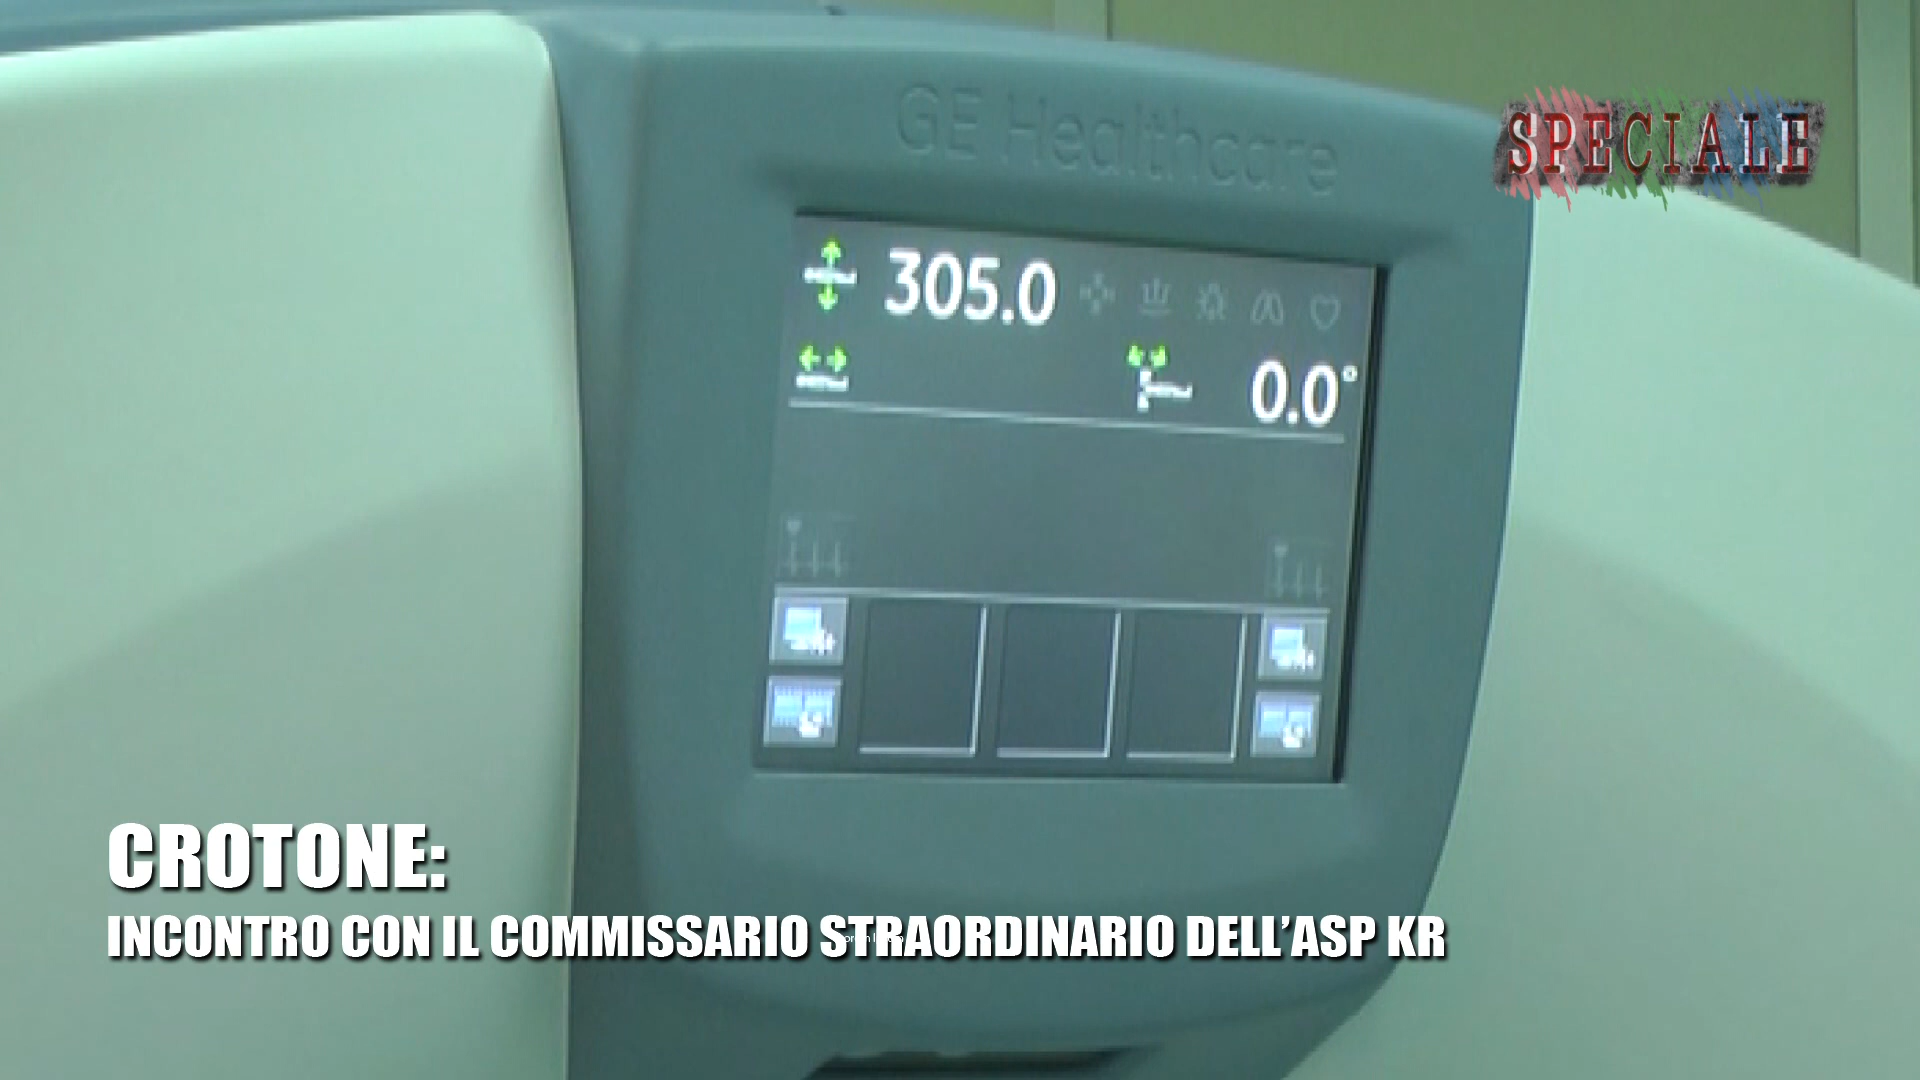 GE Healthcare
SPECIALE
305.0
0.0°
CROTONE:
INCONTRO CON IL COMMISSARIO STRAORDINARIO DELL'ASP KR